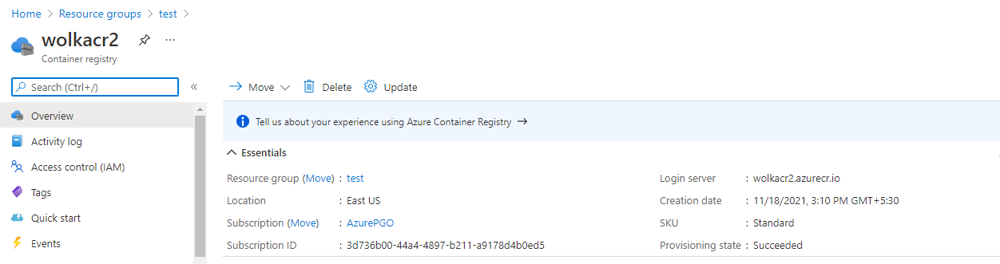 Home > Resource groups > test >
wolkacr2
Container registry
Search (Ctrl+/)
Overview
Activity log
Access control (IAM)
Tags
Quick start
Events
Move Delete Update
Tell us about your experience using Azure Container Registry →
Essentials
Resource group (Move) : test
Location : East US
Subscription (Move) : AzurePGO
Subscription ID : 3d736b00-44a4-4897-b211-a9178d4b0ed5
Login server : wolkacr2.azurecr.io
Creation date : 11/18/2021, 3:10 PM GMT+5:30
SKU : Standard
Provisioning state : Succeeded